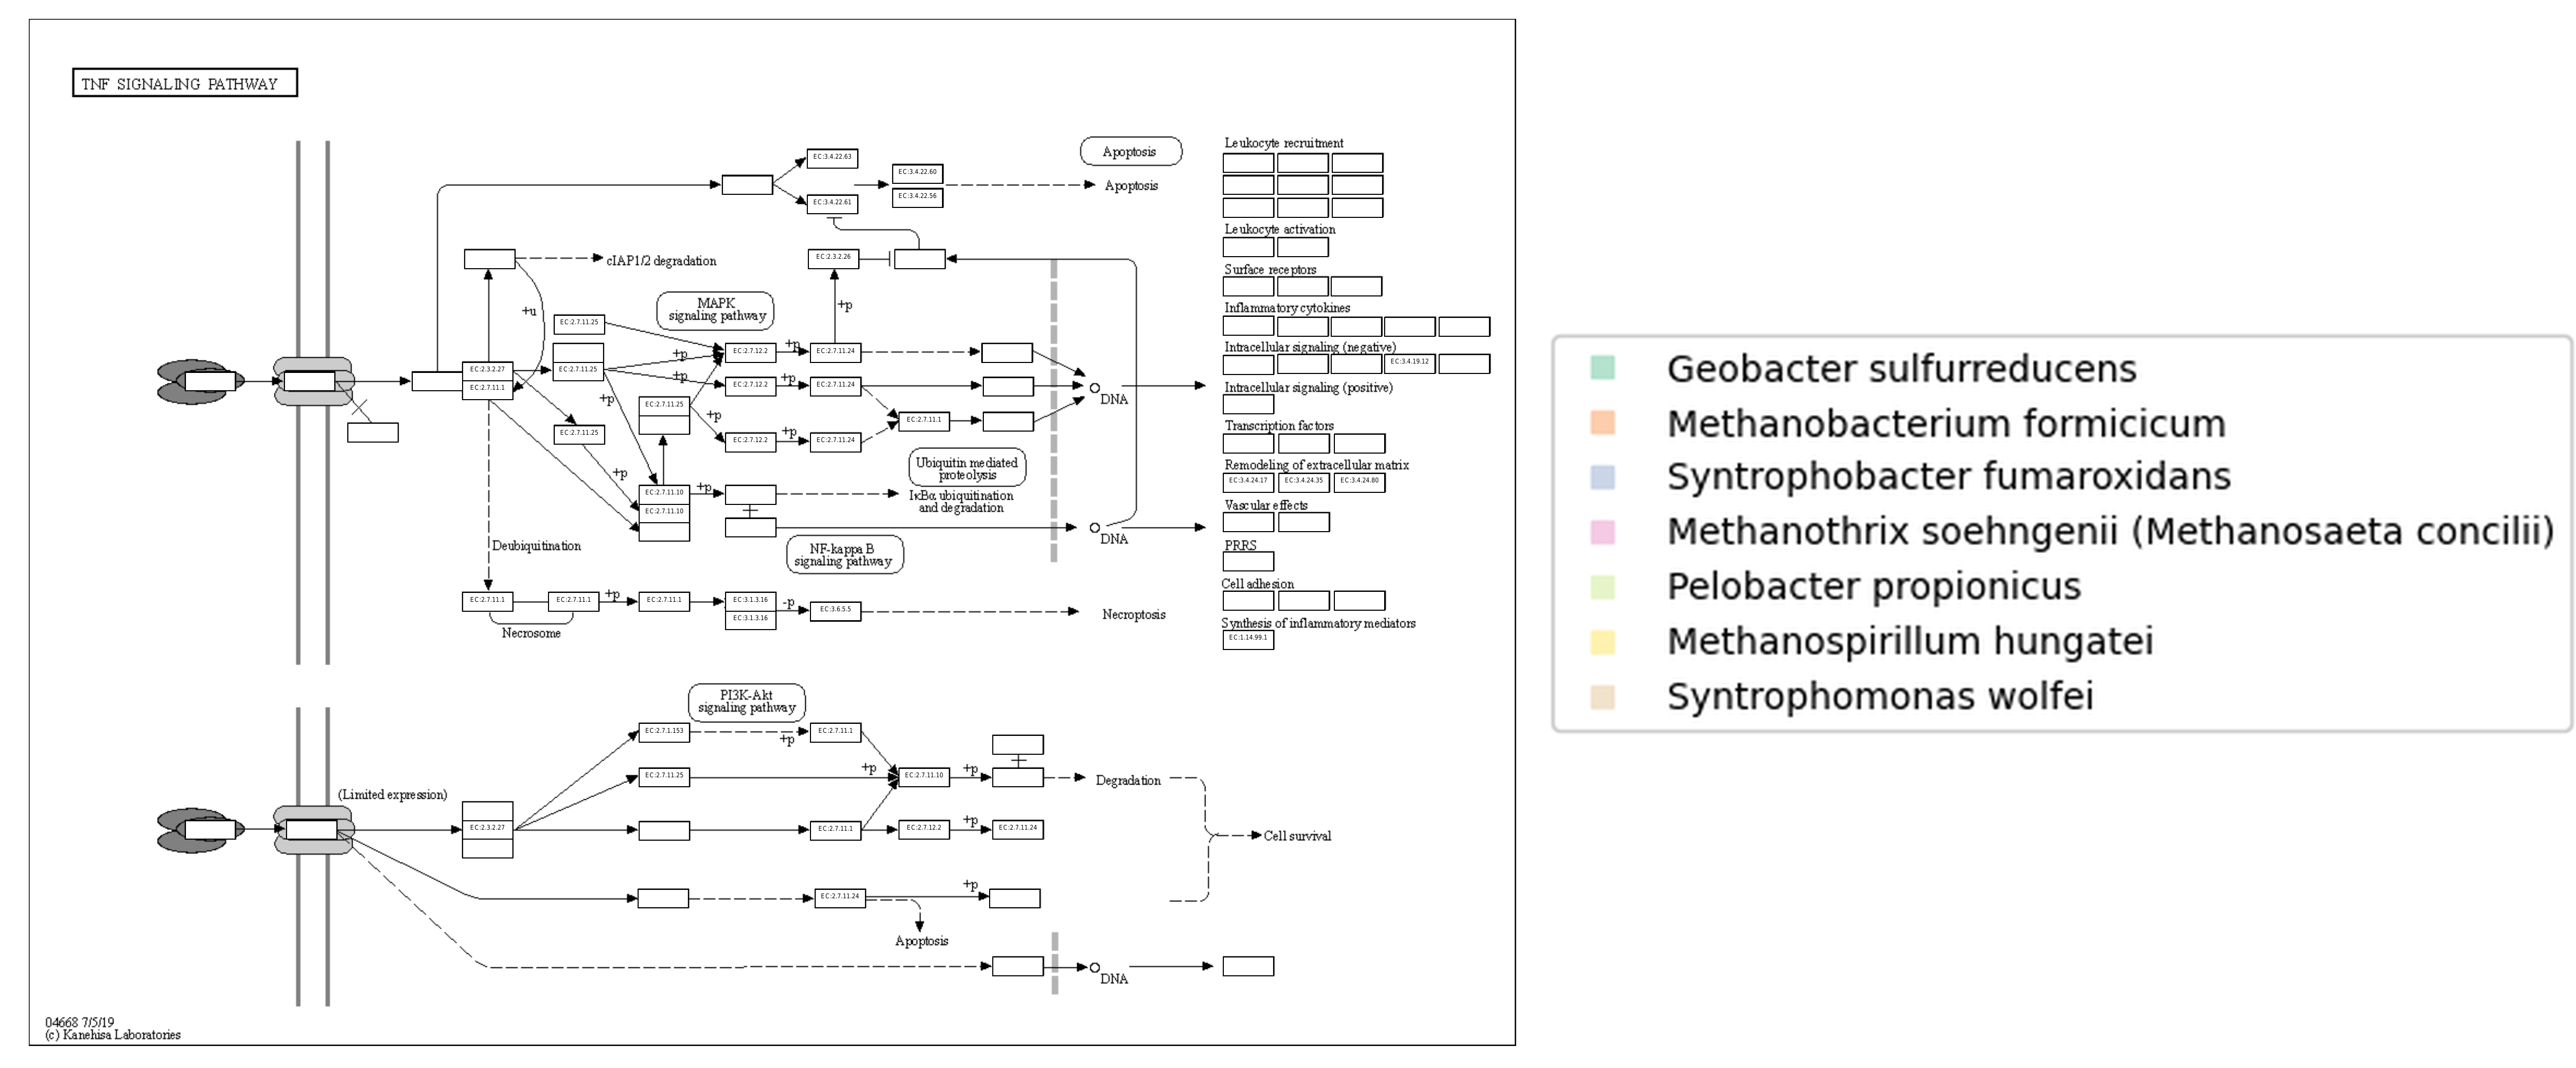 TNF SIGNALING PATHWAY
Apoptosis
EC:3.4.22.63
EC:3.4.22.60
EC:3.4.22.56
Apoptosis
EC:3.4.22.61
cIAP1/2 degradation
EC:2.3.2.26
+u
+p
MAPK
signaling pathway
EC:2.7.11.25
+p
EC:2.7.12.2
+p
EC:2.7.11.24
EC:2.3.2.27
EC:2.7.11.1
EC:2.7.11.25
+p
EC:2.7.12.2
+p
EC:2.7.11.24
DNA
+p
EC:2.7.11.25
+p
EC:2.7.11.1
EC:2.7.11.25
EC:2.7.12.2
+p
EC:2.7.11.24
+p
Ubiquitin mediated
proteolysis
EC:2.7.11.10
+p
EC:2.7.11.10
IκBα ubiquitination
and degradation
DNA
Deubiquitination
NF-kappa B
signaling pathway
EC:2.7.11.1
EC:2.7.11.1
+p
EC:2.7.11.1
EC:3.1.3.16
EC:3.1.3.16
-p
EC:3.6.5.5
Necroptosis
Necrosome
Leukocyte recruitment
Leukocyte activation
Surface receptors
Inflammatory cytokines
Intracellular signaling (negative)
EC:3.4.19.12
Intracellular signaling (positive)
Transcription factors
Remodeling of extracellular matrix
EC:3.4.24.17 EC:3.4.24.35 EC:3.4.24.80
Vascular effects
PRRS
Cell adhesion
Synthesis of inflammatory mediators
EC:1.14.99.1
PI3K-Akt
signaling pathway
EC:2.7.1.153
+p
EC:2.7.11.1
EC:2.7.11.25
+p
EC:2.7.11.10
+p
Degradation
(Limited expression)
EC:2.3.2.27
EC:2.7.11.1
EC:2.7.12.2
+p
EC:2.7.11.24
Cell survival
EC:2.7.11.24
+p
Apoptosis
DNA
04668 7/5/19
(c) Kanehisa Laboratories
Geobacter sulfurreducens
Methanobacterium formicicum
Syntrophobacter fumaroxidans
Methanothrix soehngenii (Methanosaeta concilii)
Pelobacter propionicus
Methanospirillum hungatei
Syntrophomonas wolfei